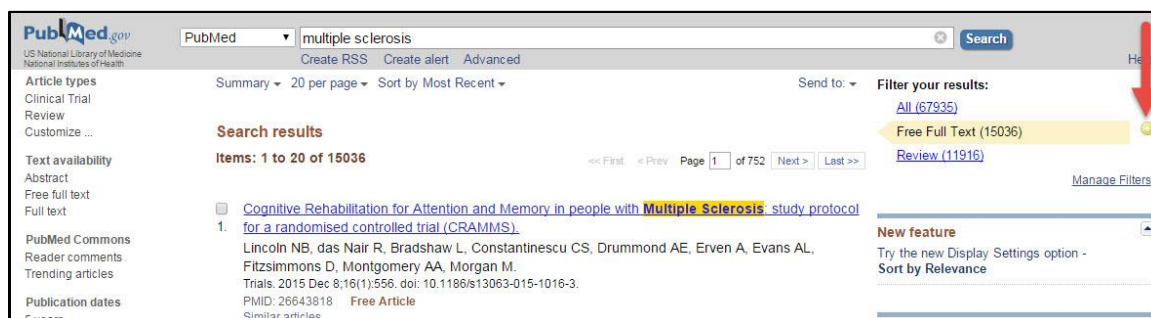 PubMed.gov
US National Library of Medicine
National Institutes of Health
PubMed
multiple sclerosis
Search
Create RSS Create alert Advanced
Article types
Clinical Trial
Review
Customize ...
Text availability
Abstract
Free full text
Full text
PubMed Commons
Reader comments
Trending articles
Publication dates
Summary 20 per page Sort by Most Recent Send to:
Search results
Items: 1 to 20 of 15036
<< First < Prev Page 1 of 752 Next > Last >>
Cognitive Rehabilitation for Attention and Memory in people with Multiple Sclerosis: study protocol
1. for a randomised controlled trial (CRAMMS).
Lincoln NB, das Nair R, Bradshaw L, Constantinescu CS, Drummond AE, Erven A, Evans AL,
Fitzsimmons D, Montgomery AA, Morgan M.
Trials. 2015 Dec 8;16(1):556. doi: 10.1186/s13063-015-1016-3.
PMID: 26643818 Free Article
Similar articles
Filter your results:
All (67935)
Free Full Text (15036)
Review (11916)
Manage Filters
New feature
Try the new Display Settings option -
Sort by Relevance